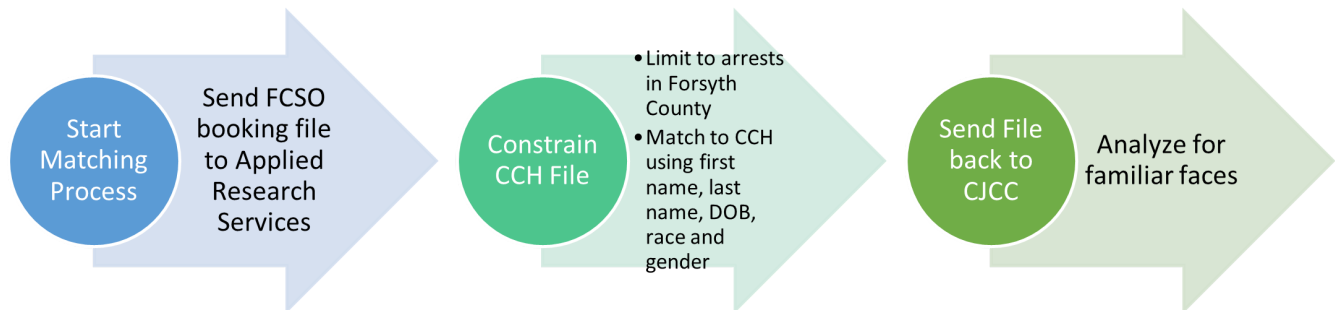 Start
Matching
Process
Send FCSO
booking file
to Applied
Research
Services
Constrain
CCH File
•Limit to arrests
in Forsyth
County
•Match to CCH
using first
name, last
name, DOB,
race and
gender
Send File
back to
CJCC
Analyze for
familiar faces